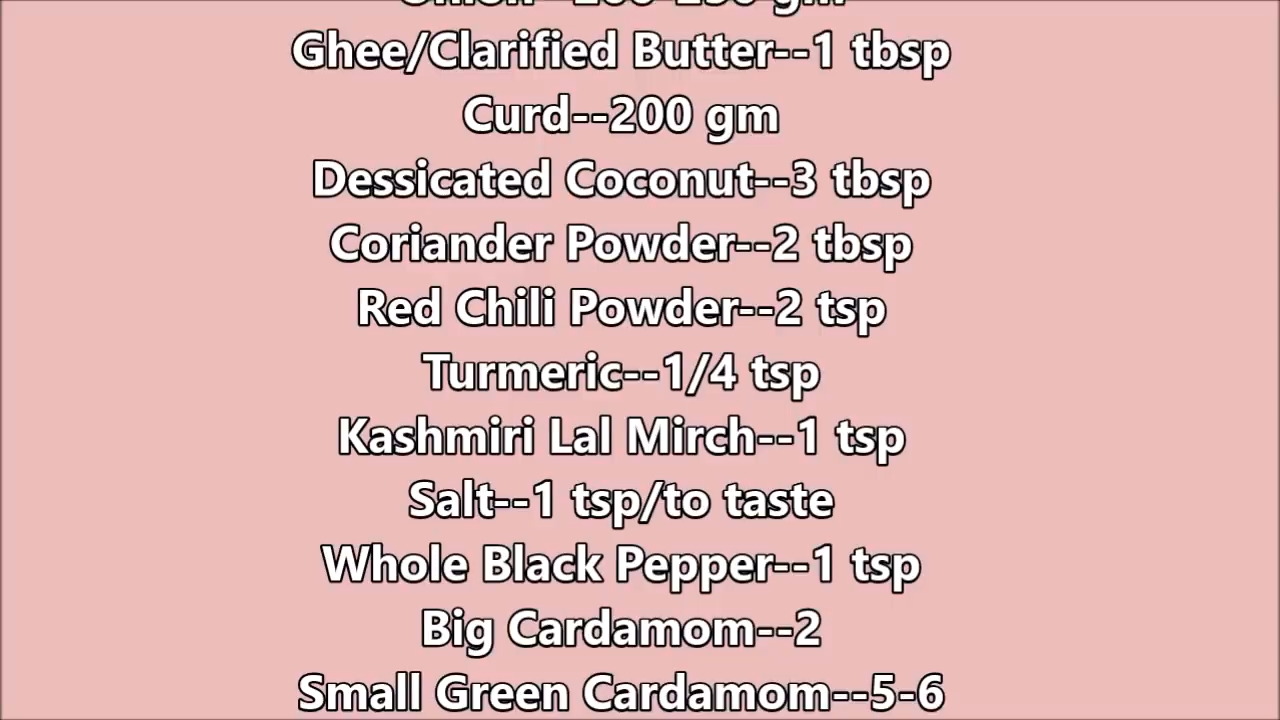 Ghee/Clarified Butter--1 tbsp
Curd--200 gm
Dessicated Coconut--3 tbsp
Coriander Powder--2 tbsp
Red Chili Powder--2 tsp
Turmeric--1/4 tsp
Kashmiri Lal Mirch--1 tsp
Salt--1 tsp/to taste
Whole Black Pepper--1 tsp
Big Cardamom--2
Small Green Cardamom--5-6